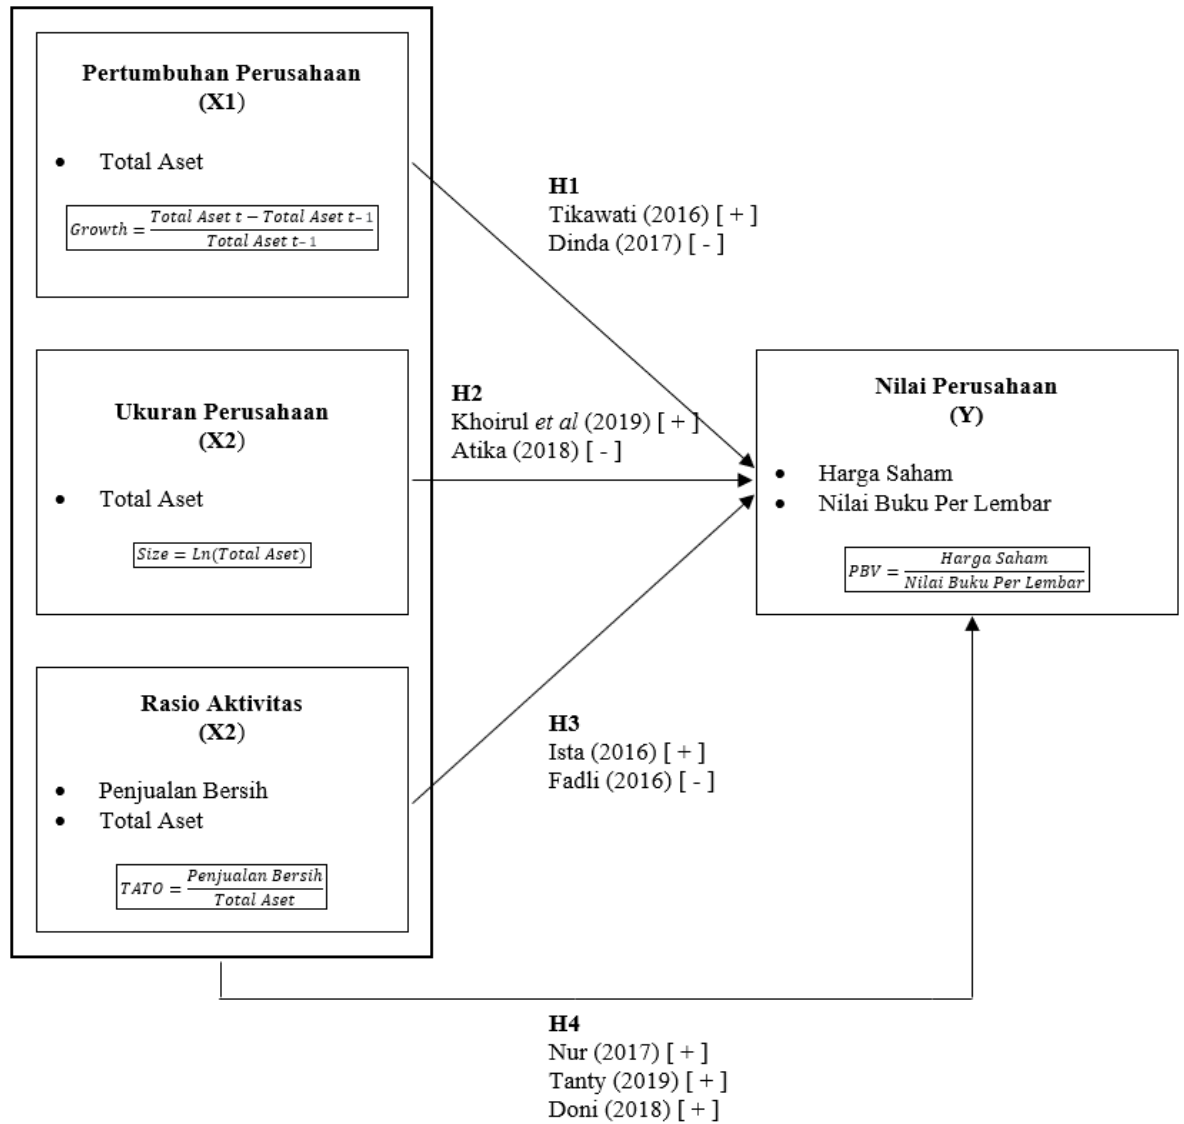 Pertumbuhan Perusahaan
(X1)
• Total Aset
Growth = Total Aset t − Total Aset t-1
Total Aset t-1
H1
Tikawati (2016) [ + ]
Dinda (2017) [ - ]
Ukuran Perusahaan
(X2)
• Total Aset
Size = Ln(Total Aset)
H2
Khoirul et al (2019) [ + ]
Atika (2018) [ - ]
Nilai Perusahaan
(Y)
• Harga Saham
• Nilai Buku Per Lembar
PBV = Harga Saham
Nilai Buku Per Lembar
Rasio Aktivitas
(X2)
• Penjualan Bersih
• Total Aset
TATO = Penjualan Bersih
Total Aset
H3
Ista (2016) [ + ]
Fadli (2016) [ - ]
H4
Nur (2017) [ + ]
Tanty (2019) [ + ]
Doni (2018) [ + ]